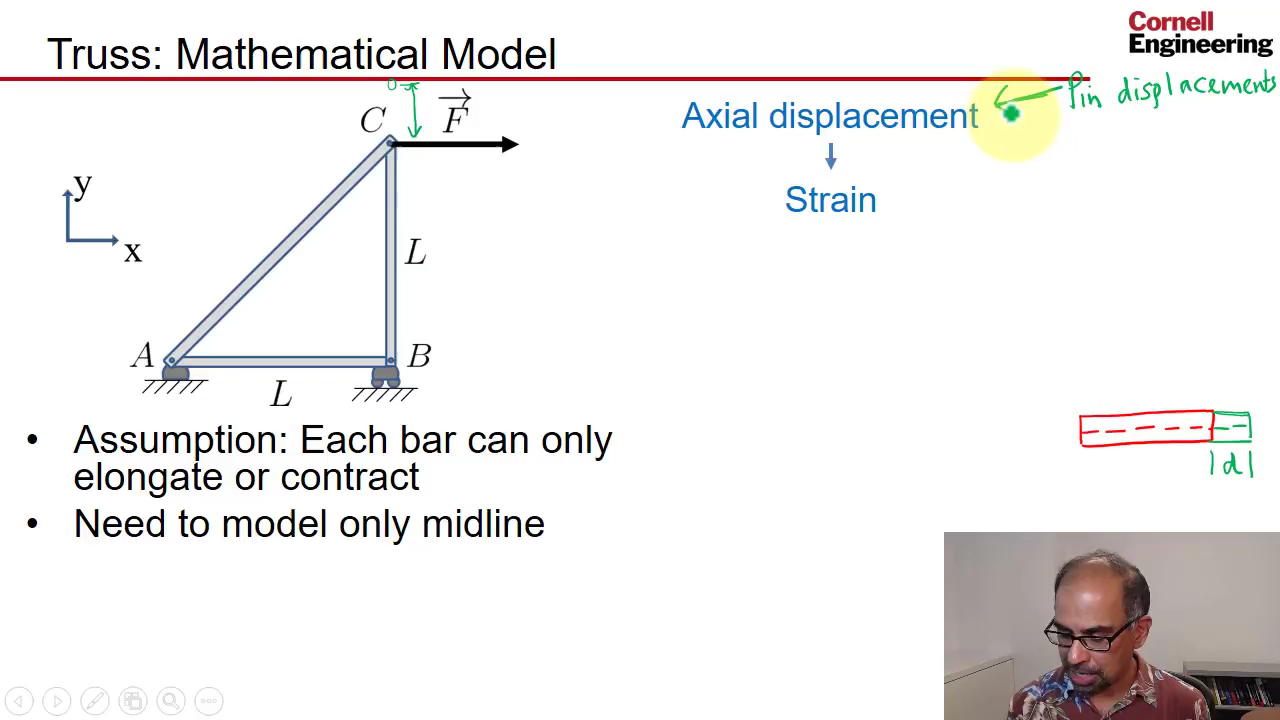 Cornell
Engineering
Truss: Mathematical Model
Pin displacements
C
F
Axial displacement
Strain
y
x
L
A
B
L
|d|
Assumption: Each bar can only
elongate or contract
Need to model only midline